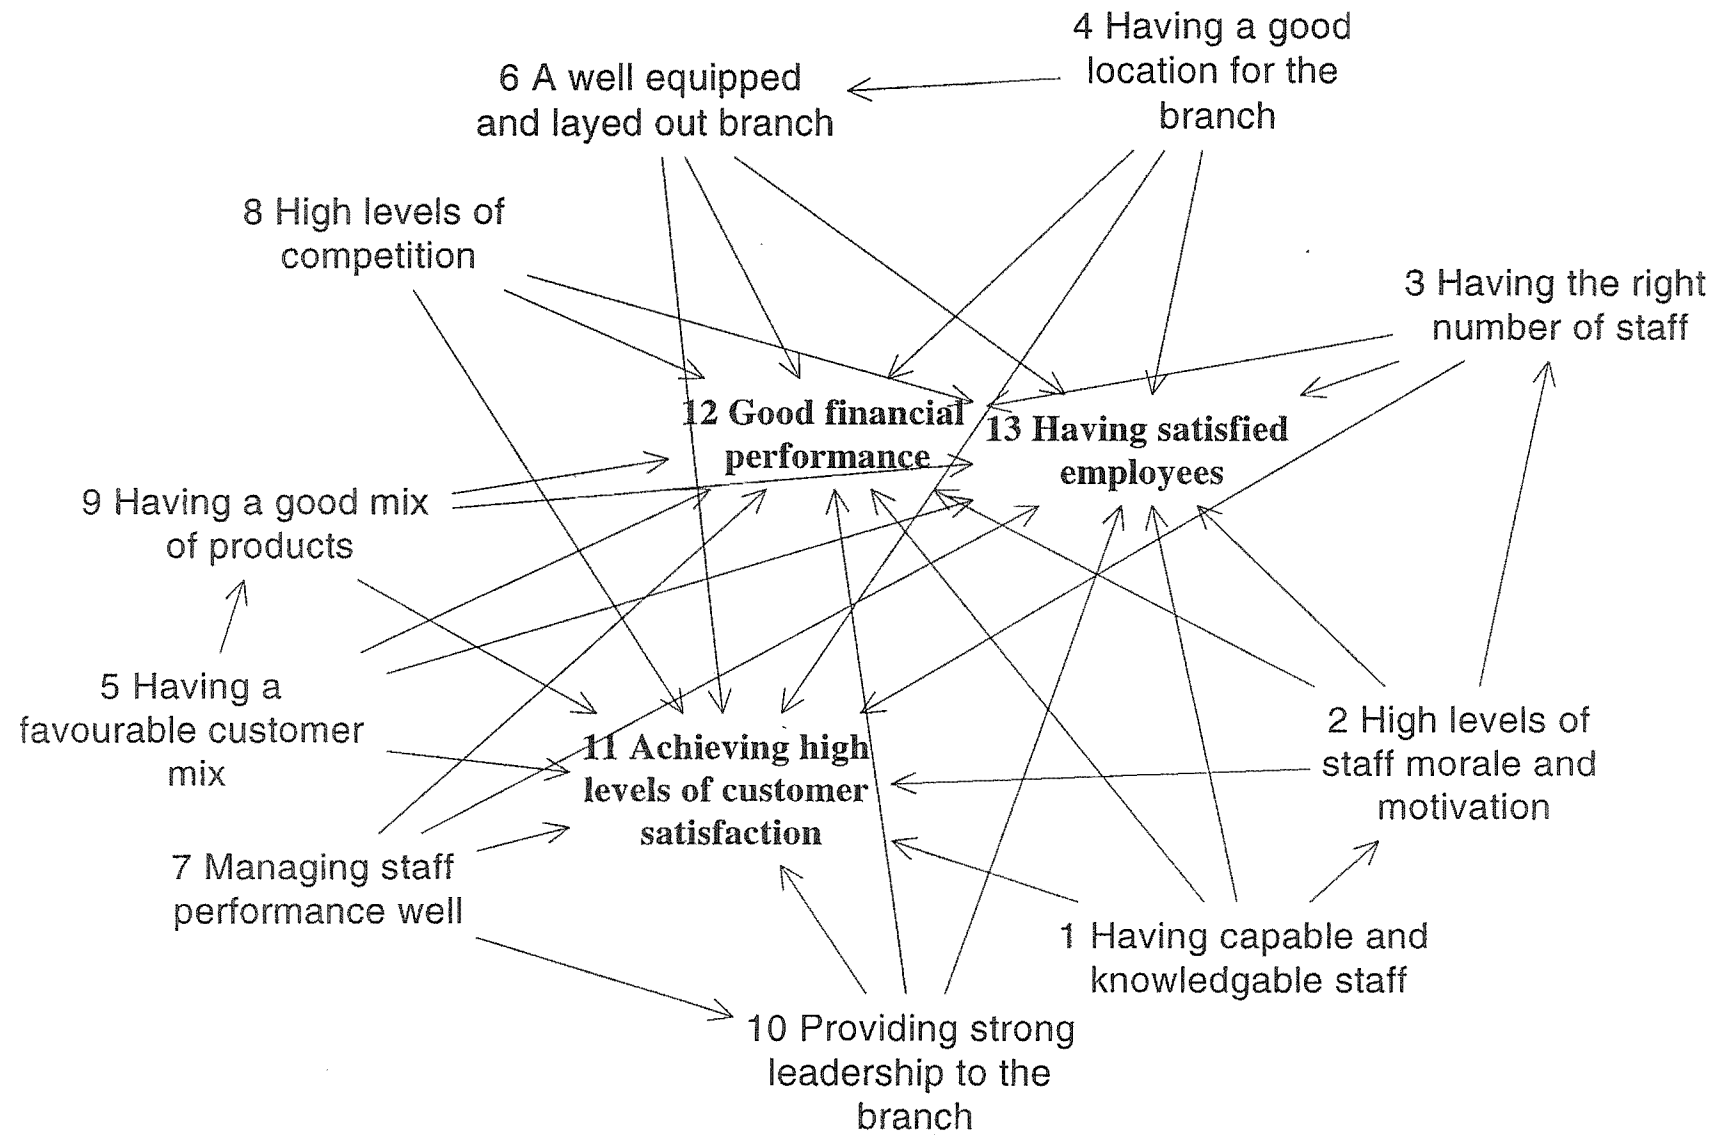 4 Having a good
location for the
branch
6 A well equipped
and layed out branch
8 High levels of
competition
3 Having the right
number of staff
12 Good financial
performance
13 Having satisfied
employees
9 Having a good mix
of products
5 Having a
favourable customer
mix
11 Achieving high
levels of customer
satisfaction
2 High levels of
staff morale and
motivation
7 Managing staff
performance well
1 Having capable and
knowledgable staff
10 Providing strong
leadership to the
branch